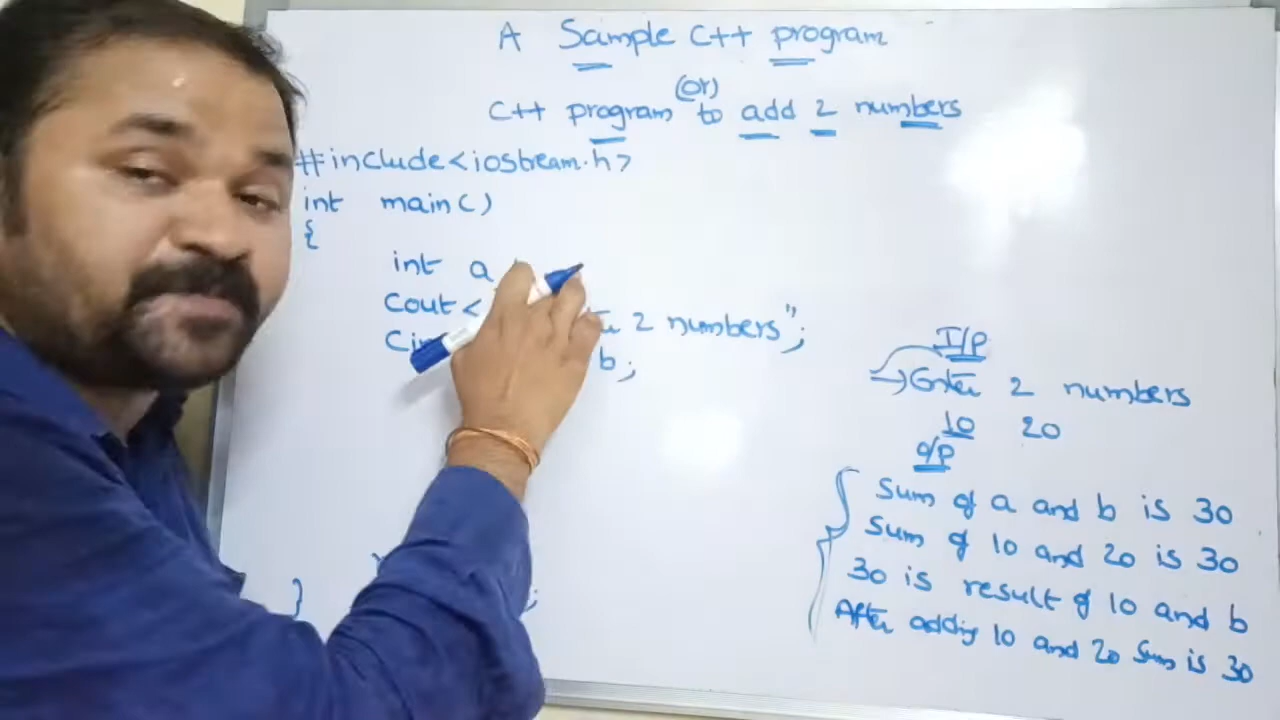 A Sample C++ program
(or)
C++ program to add 2 numbers
#include<iostream.h>
int main()
{
int a
Cout<
2 numbers";
b;
}
;
I/P
Enter 2 numbers
10 20
O/P
Sum of a and b is 30
Sum of 10 and 20 is 30
30 is result of 10 and b
After adding 10 and 20 Sum is 30